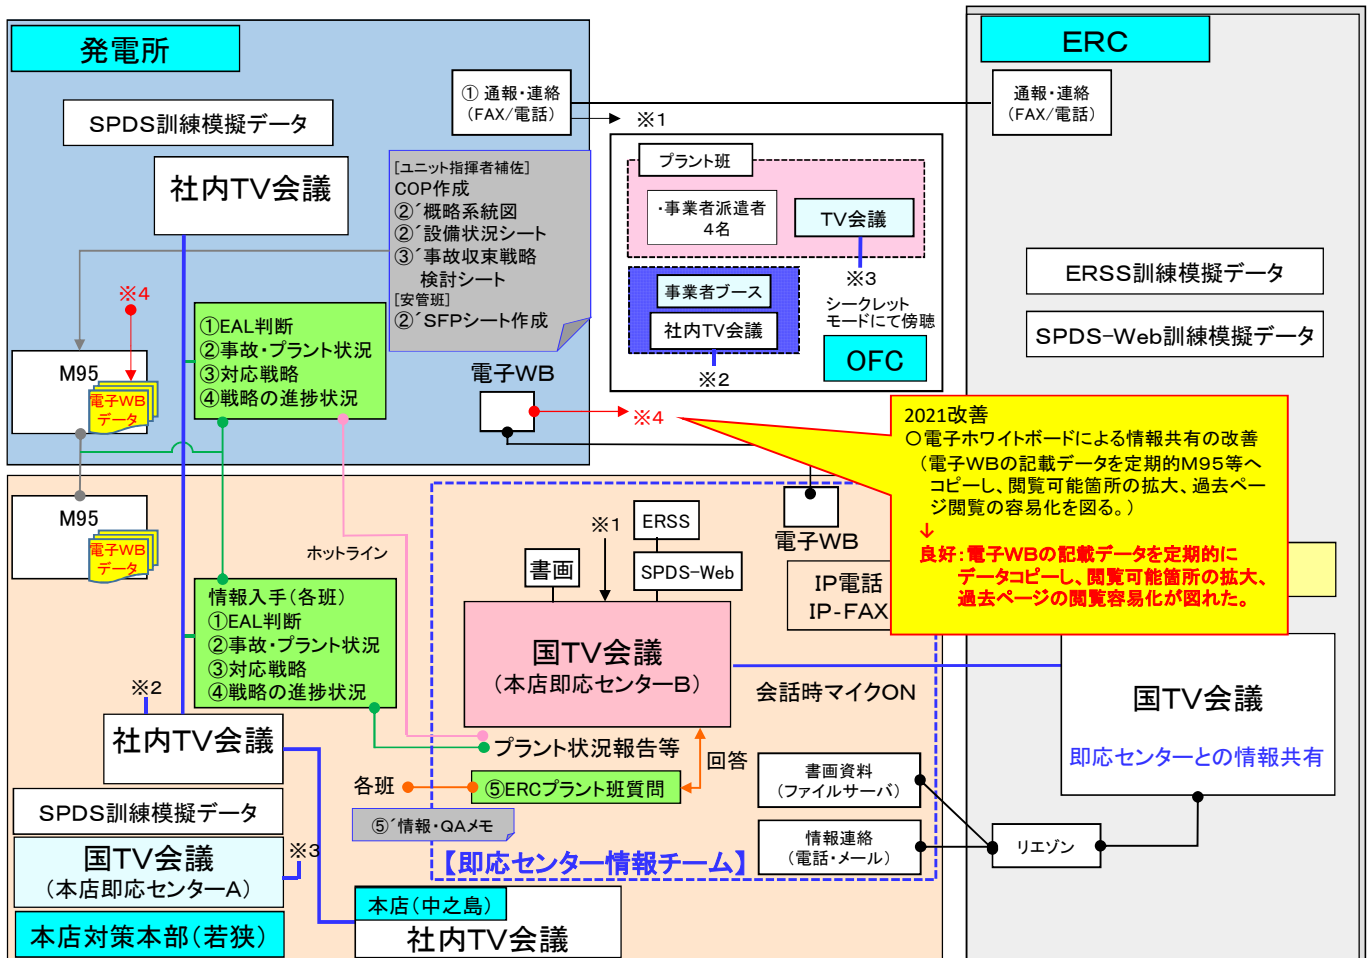 発電所
SPDS訓練模擬データ
社内TV会議
① 通報・連絡
(FAX/電話)
※1
[ユニット指揮者補佐]
COP作成
②´概略系統図
②´設備状況シート
③´事故収束戦略
検討シート
[安管班]
②´SFPシート作成
※4
①EAL判断
②事故・プラント状況
③対応戦略
④戦略の進捗状況
M95
電子WB
データ
電子WB
※4
プラント班
・事業者派遣者
4名
TV会議
※3
シークレット
モードにて傍聴
事業者ブース
社内TV会議
※2
OFC
ERC
通報・連絡
(FAX/電話)
ERSS訓練模擬データ
SPDS-Web訓練模擬データ
2021改善
○電子ホワイトボードによる情報共有の改善
(電子WBの記載データを定期的M95等へ
コピーし、閲覧可能箇所の拡大、過去ペー
ジ閲覧の容易化を図る。)
↓
良好:電子WBの記載データを定期的に
データコピーし、閲覧可能箇所の拡大、
過去ページの閲覧容易化が図れた。
M95
電子WB
データ
ホットライン
情報入手(各班)
①EAL判断
②事故・プラント状況
③対応戦略
④戦略の進捗状況
※1
ERSS
書画
SPDS-Web
電子WB
IP電話
IP-FAX
国TV会議
(本店即応センターB)
会話時マイクON
国TV会議
即応センターとの情報共有
※2
社内TV会議
プラント状況報告等
回答
各班
⑤ERCプラント班質問
⑤´情報・QAメモ
【即応センター情報チーム】
書画資料
(ファイルサーバ)
情報連絡
(電話・メール)
リエゾン
SPDS訓練模擬データ
国TV会議
(本店即応センターA)
※3
本店対策本部(若狭)
本店(中之島)
社内TV会議